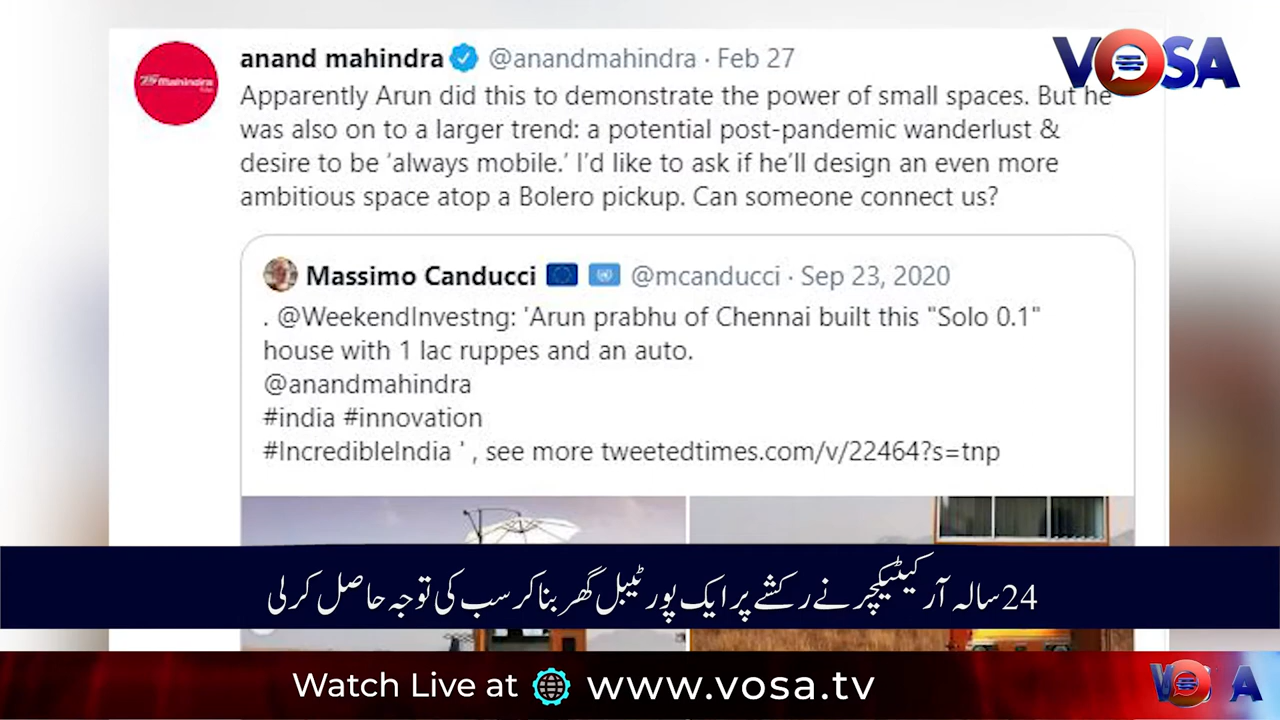 VOSA
anand mahindra @anandmahindra · Feb 27
Apparently Arun did this to demonstrate the power of small spaces. But he
was also on to a larger trend: a potential post-pandemic wanderlust &
desire to be ‘always mobile.’ I’d like to ask if he’ll design an even more
ambitious space atop a Bolero pickup. Can someone connect us?
Massimo Canducci @mcanducci · Sep 23, 2020
. @WeekendInvestng: 'Arun prabhu of Chennai built this "Solo 0.1"
house with 1 lac ruppes and an auto.
@anandmahindra
#india #innovation
#IncredibleIndia ' , see more tweetedtimes.com/v/22464?s=tnp
24 سالہ آرکیٹیکچر نے رکشے پر ایک پورٹیبل گھر بنا کر سب کی توجہ حاصل کر لی
Watch Live at www.vosa.tv